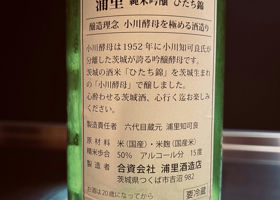 浦里 純米吟醸 ひたち錦
醸造理念 小川酵母を極める酒造り
小川酵母は1952年に小川知可良氏が
分離した茨城が誇る吟醸酵母です。
茨城の酒米「ひたち錦」を茨城生まれ
の「小川酵母」で醸しました。
心酔わせる茨城酒、心行く迄お楽しみ
ください。
製造責任者 六代目蔵元 浦里知可良
原材料 米(国産)・米麹(国産米)
精米歩合 50% アルコール分 15度
製造者 合資会社 浦里酒造店
茨城県つくば市吉沼982
お酒は20歳になってから 要冷蔵